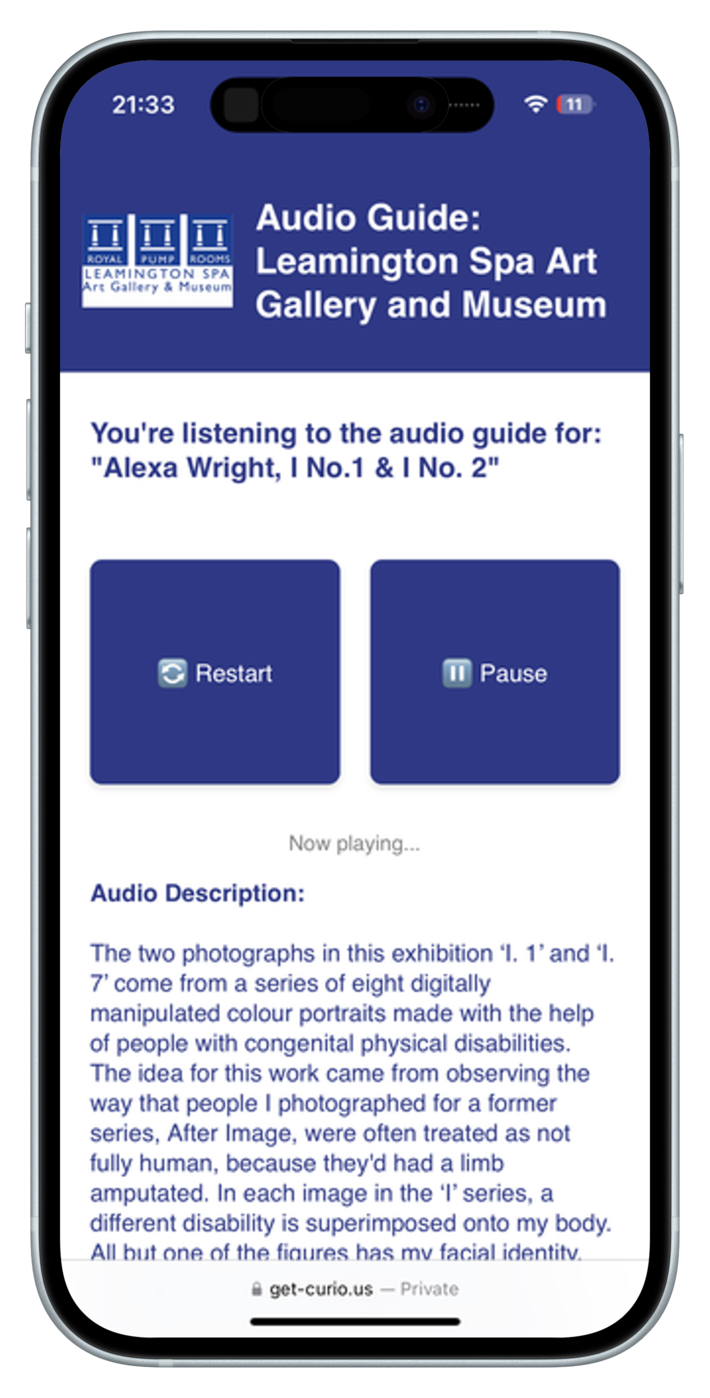 21:33
11
ROYAL PUMP ROOMS
LEAMINGTON SPA
Art Gallery & Museum
Audio Guide:
Leamington Spa Art
Gallery and Museum
You're listening to the audio guide for:
"Alexa Wright, I No.1 & I No. 2"
Restart
Pause
Now playing...
Audio Description:
The two photographs in this exhibition ‘I. 1’ and ‘I.
7’ come from a series of eight digitally
manipulated colour portraits made with the help
of people with congenital physical disabilities.
The idea for this work came from observing the
way that people I photographed for a former
series, After Image, were often treated as not
fully human, because they'd had a limb
amputated. In each image in the ‘I’ series, a
different disability is superimposed onto my body.
All but one of the figures has my facial identity.
get-curio.us — Private